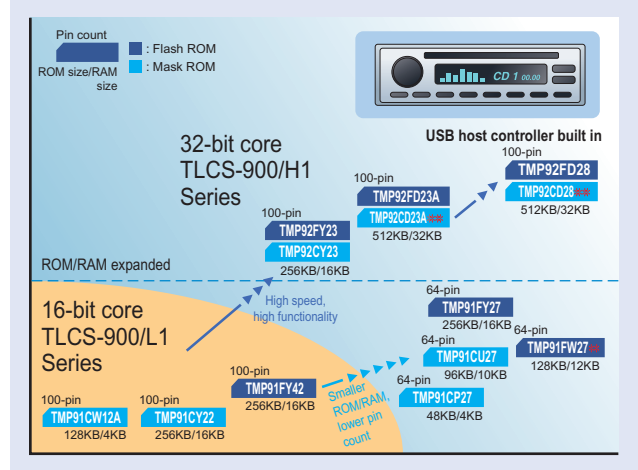 Pin count
ROM size/RAM
size
: Flash ROM
: Mask ROM
CD 1 00.00
32-bit core
TLCS-900/H1
Series
USB host controller built in
100-pin
TMP92FD28
TMP92CD28**
512KB/32KB
100-pin
TMP92FD23A
TMP92CD23A**
512KB/32KB
100-pin
TMP92FY23
TMP92CY23
256KB/16KB
ROM/RAM expanded
High speed,
high functionality
16-bit core
TLCS-900/L1
Series
64-pin
TMP91FY27
256KB/16KB
64-pin
TMP91FW27*
128KB/12KB
64-pin
TMP91CU27
96KB/10KB
64-pin
TMP91CP27
48KB/4KB
100-pin
TMP91FY42
256KB/16KB
Smaller
ROM/RAM,
lower pin
count
100-pin
TMP91CW12A
128KB/4KB
100-pin
TMP91CY22
256KB/16KB